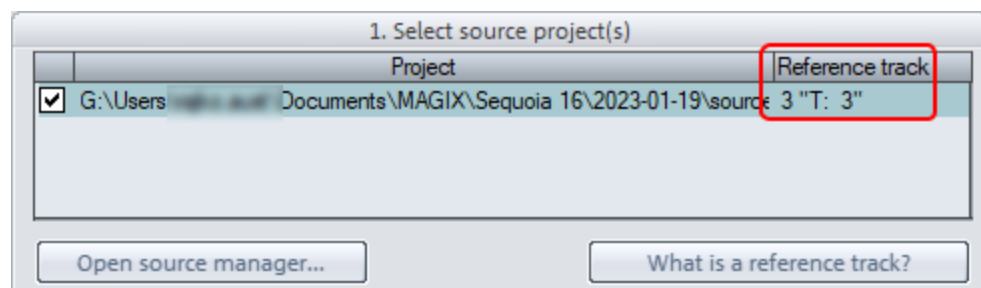 1. Select source project(s)
Project Reference track
G:\Users Documents\MAGIX\Sequoia 16\2023-01-19\source 3 "T: 3"
Open source manager... What is a reference track?